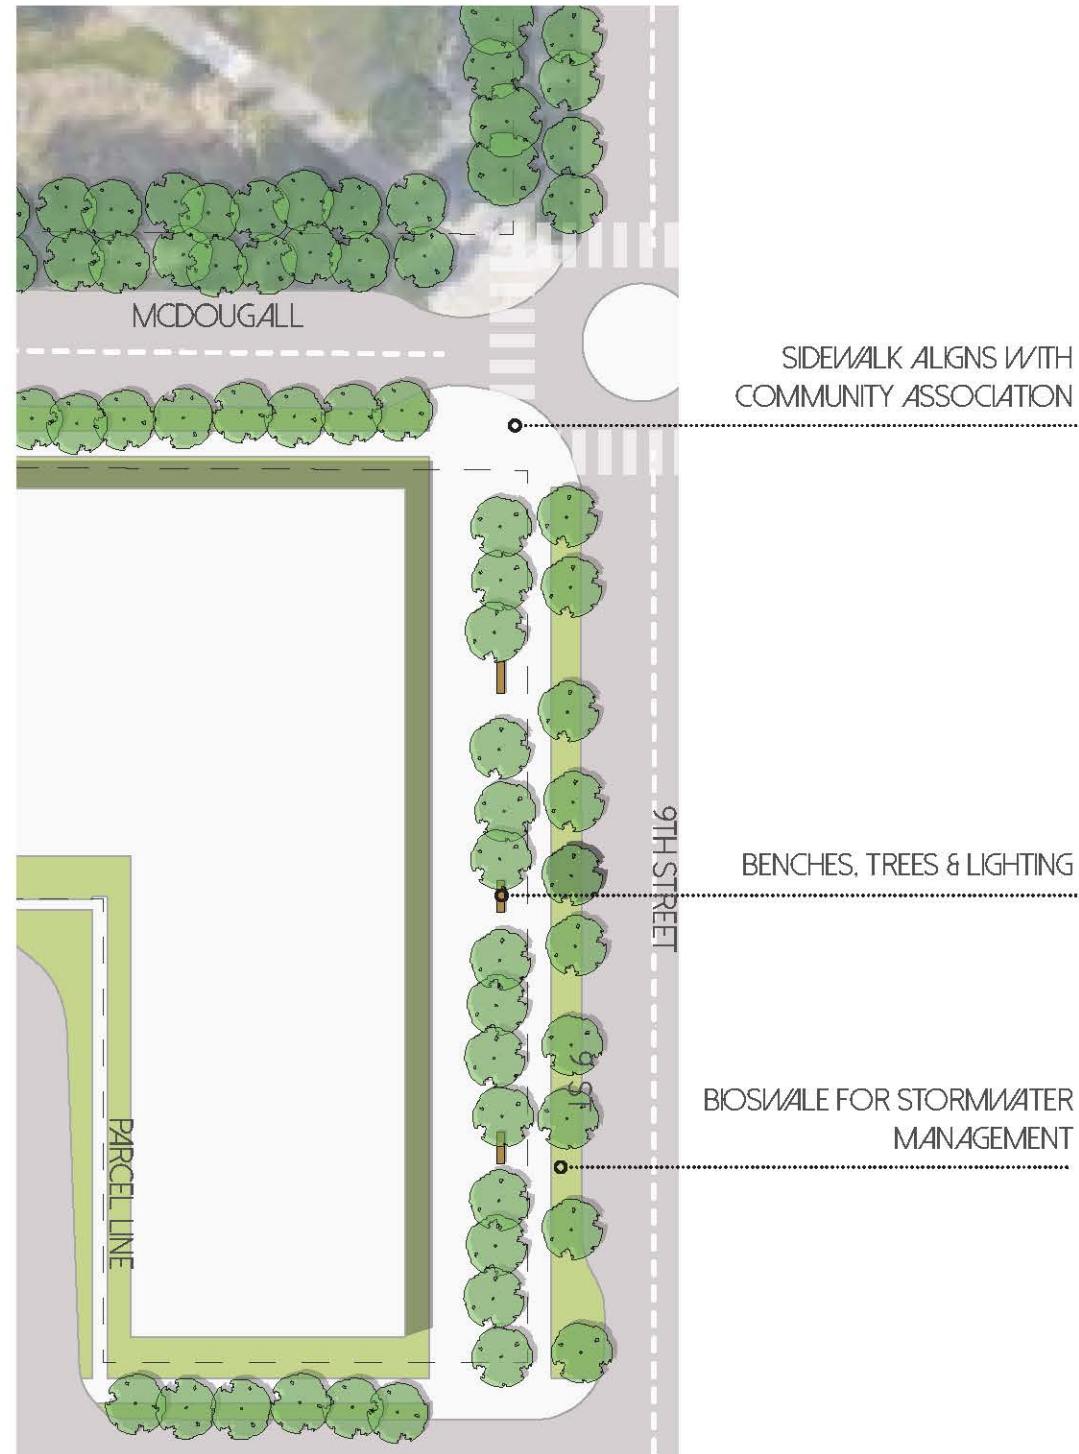 MCDOUGALL
SIDEWALK ALIGNS WITH
COMMUNITY ASSOCIATION
9TH STREET
BENCHES, TREES & LIGHTING
9 ST
BIOSWALE FOR STORMWATER
MANAGEMENT
PARCEL LINE